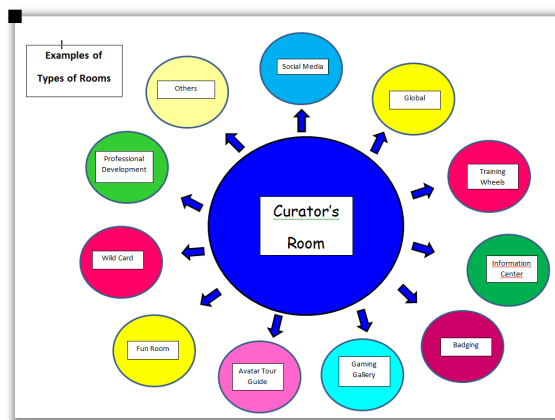 Examples of
Types of Rooms
Social Media
Others
Global
Professional
Development
Training
Wheels
Curator's
Room
Wild Card
Information
Center
Fun Room
Avatar Tour
Guide
Gaming
Gallery
Badging